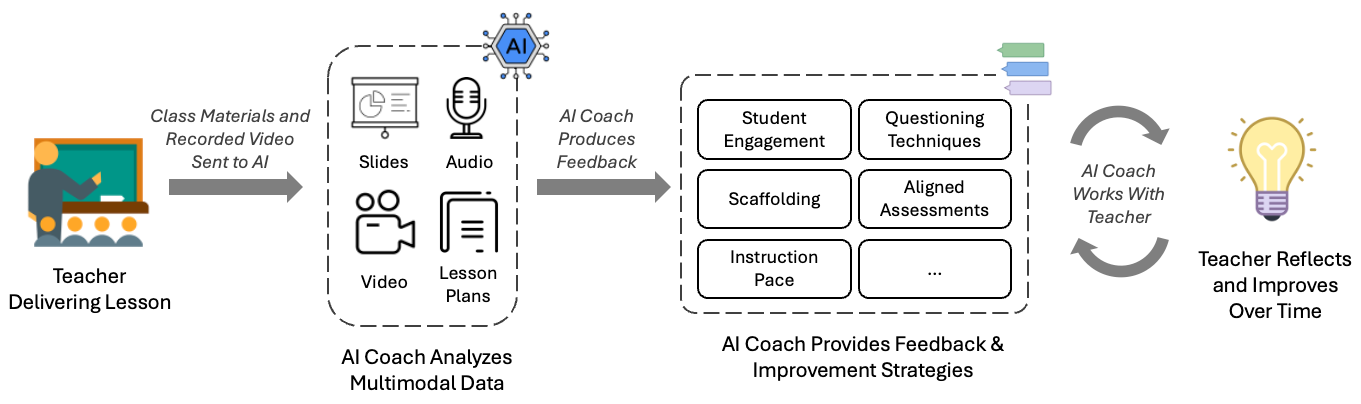 Class Materials and
Recorded Video
Sent to AI
Teacher
Delivering Lesson
AI
Slides
Audio
Video
Lesson
Plans
AI Coach Analyzes
Multimodal Data
AI Coach
Produces
Feedback
Student
Engagement
Questioning
Techniques
Scaffolding
Aligned
Assessments
Instruction
Pace
...
AI Coach Provides Feedback &
Improvement Strategies
AI Coach
Works With
Teacher
Teacher Reflects
and Improves
Over Time